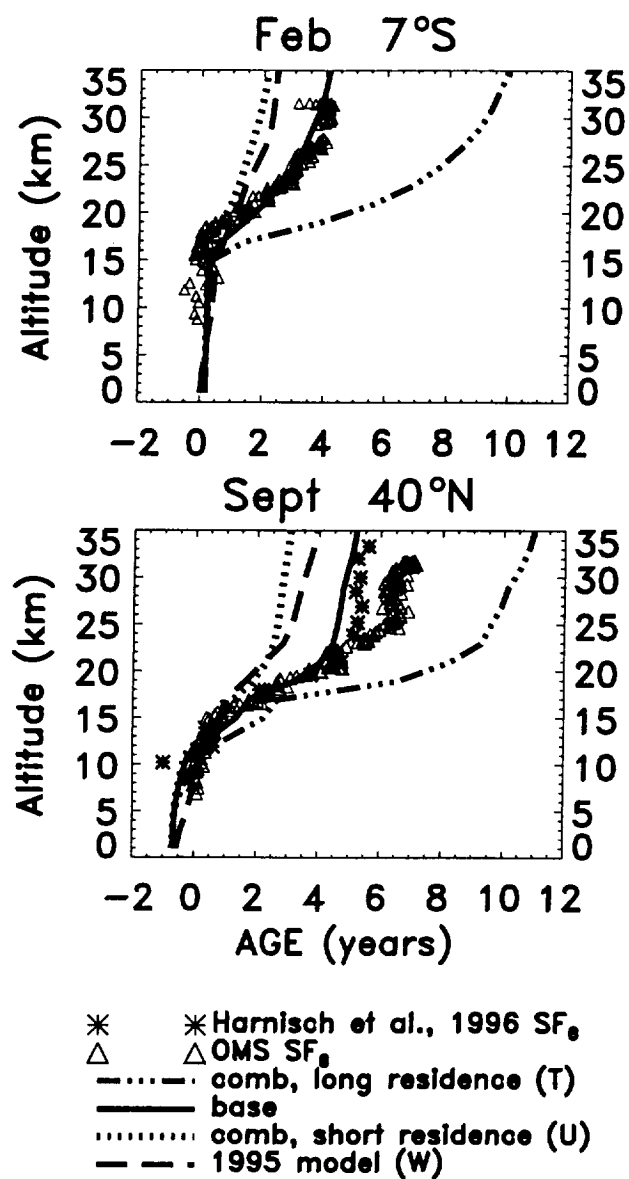 Feb 7°S
35 35
30 30
25 25
20 20
15 15
10 10
5 5
0 0
Altitude (km)
-2 0 2 4 6 8 10 12
Sept 40°N
35 35
30 30
25 25
20 20
15 15
10 10
5 5
0 0
Altitude (km)
-2 0 2 4 6 8 10 12
AGE (years)
Harnisch et al., 1996 SF₆
OMS SF₆
comb, long residence (T)
base
comb, short residence (U)
1995 model (W)